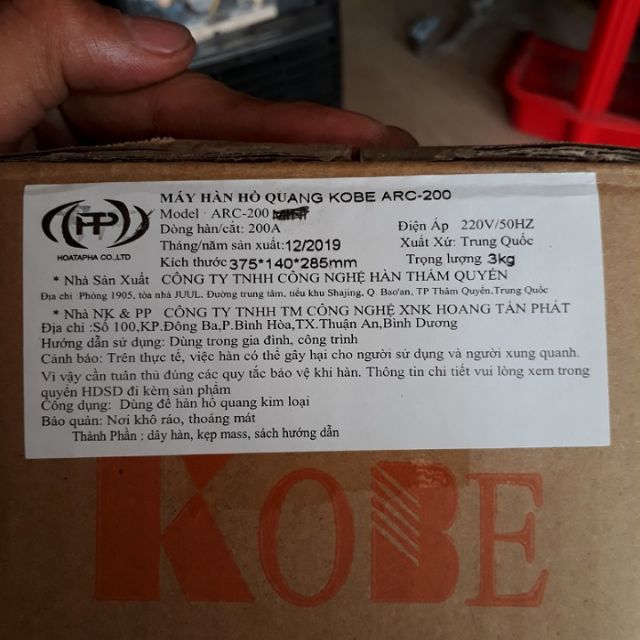 MÁY HÀN HỒ QUANG KOBE ARC-200
HTP
HOATAPHA CO.,LTD
Model ARC-200
Dòng hàn/cắt: 200A
Điện Áp 220V/50HZ
Tháng/năm sản xuất: 12/2019
Xuất Xứ: Trung Quốc
Kích thước 375*140*285mm
Trọng lượng 3kg
* Nhà Sản Xuất CÔNG TY TNHH CÔNG NGHỆ HÀN THÂM QUYẾN
Địa chỉ: Phòng 1905, tòa nhà JUUL. Đường trung tâm, tiểu khu Shajing, Q. Bao'an, TP Thâm Quyến,Trung Quốc
* Nhà NK & PP CÔNG TY TNHH TM CÔNG NGHỆ XNK HOANG TẤN PHÁT
Địa chỉ :Số 100,KP.Đông Ba,P.Bình Hòa,TX.Thuận An,Bình Dương
Hướng dẫn sử dụng: Dùng trong gia đình, công trình
Cảnh báo: Trên thực tế, việc hàn có thể gây hại cho người sử dụng và người xung quanh.
Vì vậy cần tuân thủ đúng các quy tắc bảo vệ khi hàn. Thông tin chi tiết vui lòng xem trong
quyển HDSD đi kèm sản phẩm
Công dụng: Dùng để hàn hồ quang kim loại
Bảo quản: Nơi khô ráo, thoáng mát
Thành Phần : dây hàn, kẹp mass, sách hướng dẫn
KOBE